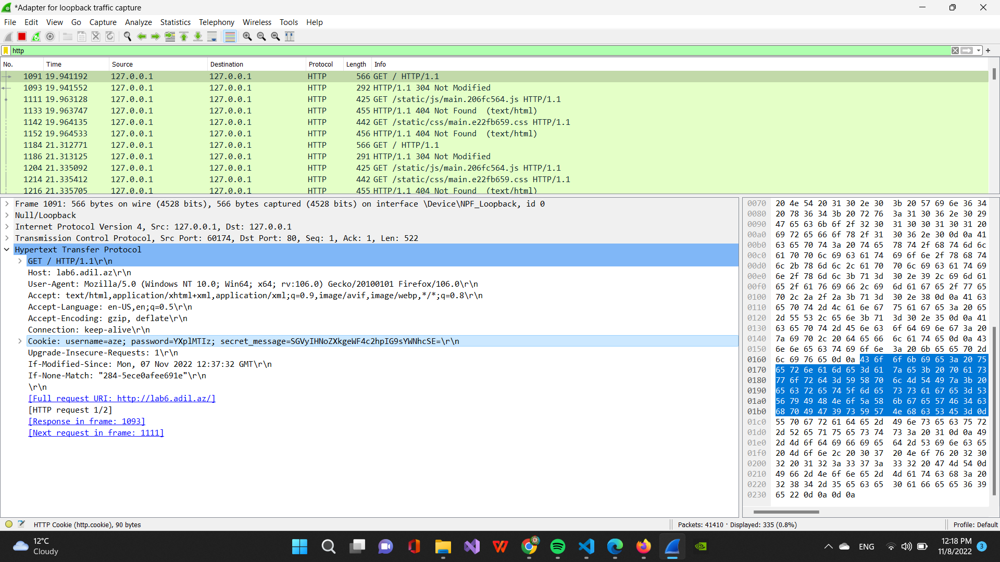 *Adapter for loopback traffic capture
File Edit View Go Capture Analyze Statistics Telephony Wireless Tools Help
http
No. Time Source Destination Protocol Length Info
1091 19.941192 127.0.0.1 127.0.0.1 HTTP 566 GET / HTTP/1.1
1093 19.941552 127.0.0.1 127.0.0.1 HTTP 292 HTTP/1.1 304 Not Modified
1111 19.963128 127.0.0.1 127.0.0.1 HTTP 425 GET /static/js/main.206fc564.js HTTP/1.1
1133 19.963747 127.0.0.1 127.0.0.1 HTTP 455 HTTP/1.1 404 Not Found (text/html)
1142 19.964135 127.0.0.1 127.0.0.1 HTTP 442 GET /static/css/main.e22fb659.css HTTP/1.1
1152 19.964533 127.0.0.1 127.0.0.1 HTTP 456 HTTP/1.1 404 Not Found (text/html)
1184 21.312771 127.0.0.1 127.0.0.1 HTTP 566 GET / HTTP/1.1
1186 21.313125 127.0.0.1 127.0.0.1 HTTP 291 HTTP/1.1 304 Not Modified
1204 21.335092 127.0.0.1 127.0.0.1 HTTP 425 GET /static/js/main.206fc564.js HTTP/1.1
1214 21.335412 127.0.0.1 127.0.0.1 HTTP 442 GET /static/css/main.e22fb659.css HTTP/1.1
1216 21.335705 127.0.0.1 127.0.0.1 HTTP 455 HTTP/1.1 404 Not Found (text/html)
Frame 1091: 566 bytes on wire (4528 bits), 566 bytes captured (4528 bits) on interface \Device\NPF_Loopback, id 0
Null/Loopback
Internet Protocol Version 4, Src: 127.0.0.1, Dst: 127.0.0.1
Transmission Control Protocol, Src Port: 60174, Dst Port: 80, Seq: 1, Ack: 1, Len: 522
Hypertext Transfer Protocol
GET / HTTP/1.1\r\n
Host: lab6.adil.az\r\n
User-Agent: Mozilla/5.0 (Windows NT 10.0; Win64; x64; rv:106.0) Gecko/20100101 Firefox/106.0\r\n
Accept: text/html,application/xhtml+xml,application/xml;q=0.9,image/avif,image/webp,*/*;q=0.8\r\n
Accept-Language: en-US,en;q=0.5\r\n
Accept-Encoding: gzip, deflate\r\n
Connection: keep-alive\r\n
Cookie: username=aze; password=YXplMTIz; secret_message=SGVyIHNoZXkgeWF4c2hpIG9sYWNhcSE=\r\n
Upgrade-Insecure-Requests: 1\r\n
If-Modified-Since: Mon, 07 Nov 2022 12:37:32 GMT\r\n
If-None-Match: "284-5ece0afee691e"\r\n
\r\n
[Full request URI: http://lab6.adil.az/]
[HTTP request 1/2]
[Response in frame: 1093]
[Next request in frame: 1111]
0070 20 4e 54 20 31 30 2e 30 3b 20 57 69 6e 36 34
0080 20 78 36 34 3b 20 72 76 3a 31 30 36 2e 30 29
0090 47 65 63 6b 6f 2f 32 30 31 30 30 31 30 31 20
00a0 69 72 65 66 6f 78 2f 31 30 36 2e 30 0d 0a 41
00b0 63 65 70 74 3a 20 74 65 78 74 2f 68 74 6d 6c
00c0 61 70 70 6c 69 63 61 74 69 6f 6e 2f 78 68 74
00d0 6c 2b 78 6d 6c 2c 61 70 70 6c 69 63 61 74 69
00e0 6e 2f 78 6d 6c 3b 71 3d 30 2e 39 2c 69 6d 61
00f0 65 2f 61 76 69 66 2c 69 6d 61 67 65 2f 77 65
0100 70 2c 2a 2f 2a 3b 71 3d 30 2e 38 0d 0a 41 63
0110 65 70 74 2d 4c 61 6e 67 75 61 67 65 3a 20 65
0120 2d 55 53 2c 65 6e 3b 71 3d 30 2e 35 0d 0a 41
0130 63 65 70 74 2d 45 6e 63 6f 64 69 6e 67 3a 20
0140 7a 69 70 2c 20 64 65 66 6c 61 74 65 0d 0a 43
0150 6e 6e 65 63 74 69 6f 6e 3a 20 6b 65 65 70 2d
0160 6c 69 76 65 0d 0a 43 6f 6f 6b 69 65 3a 20 75
0170 65 72 6e 61 6d 65 3d 61 7a 65 3b 20 70 61 73
0180 77 6f 72 64 3d 59 58 70 6c 4d 54 49 7a 3b 20
0190 65 63 72 65 74 5f 6d 65 73 73 61 67 65 3d 53
01a0 56 79 49 48 4e 6f 5a 58 6b 67 65 57 46 34 63
01b0 68 70 49 47 39 73 59 57 4e 68 63 53 45 3d 0d
01c0 55 70 67 72 61 64 65 2d 49 6e 73 65 63 75 72
01d0 2d 52 65 71 75 65 73 74 73 3a 20 31 0d 0a 49
01e0 2d 4d 6f 64 69 66 69 65 64 2d 53 69 6e 63 65
01f0 20 4d 6f 6e 2c 20 30 37 20 4e 6f 76 20 32 30
0200 32 20 31 32 3a 33 37 3a 33 32 20 47 4d 54 0d
0210 49 66 2d 4e 6f 6e 65 2d 4d 61 74 63 68 3a 20
0220 32 38 34 2d 35 65 63 65 30 61 66 65 65 36 39
0230 65 22 0d 0a 0d 0a
HTTP Cookie (http.cookie), 90 bytes
Packets: 41410 · Displayed: 335 (0.8%)
Profile: Default
12°C
Cloudy
ENG
12:18 PM
11/8/2022
3